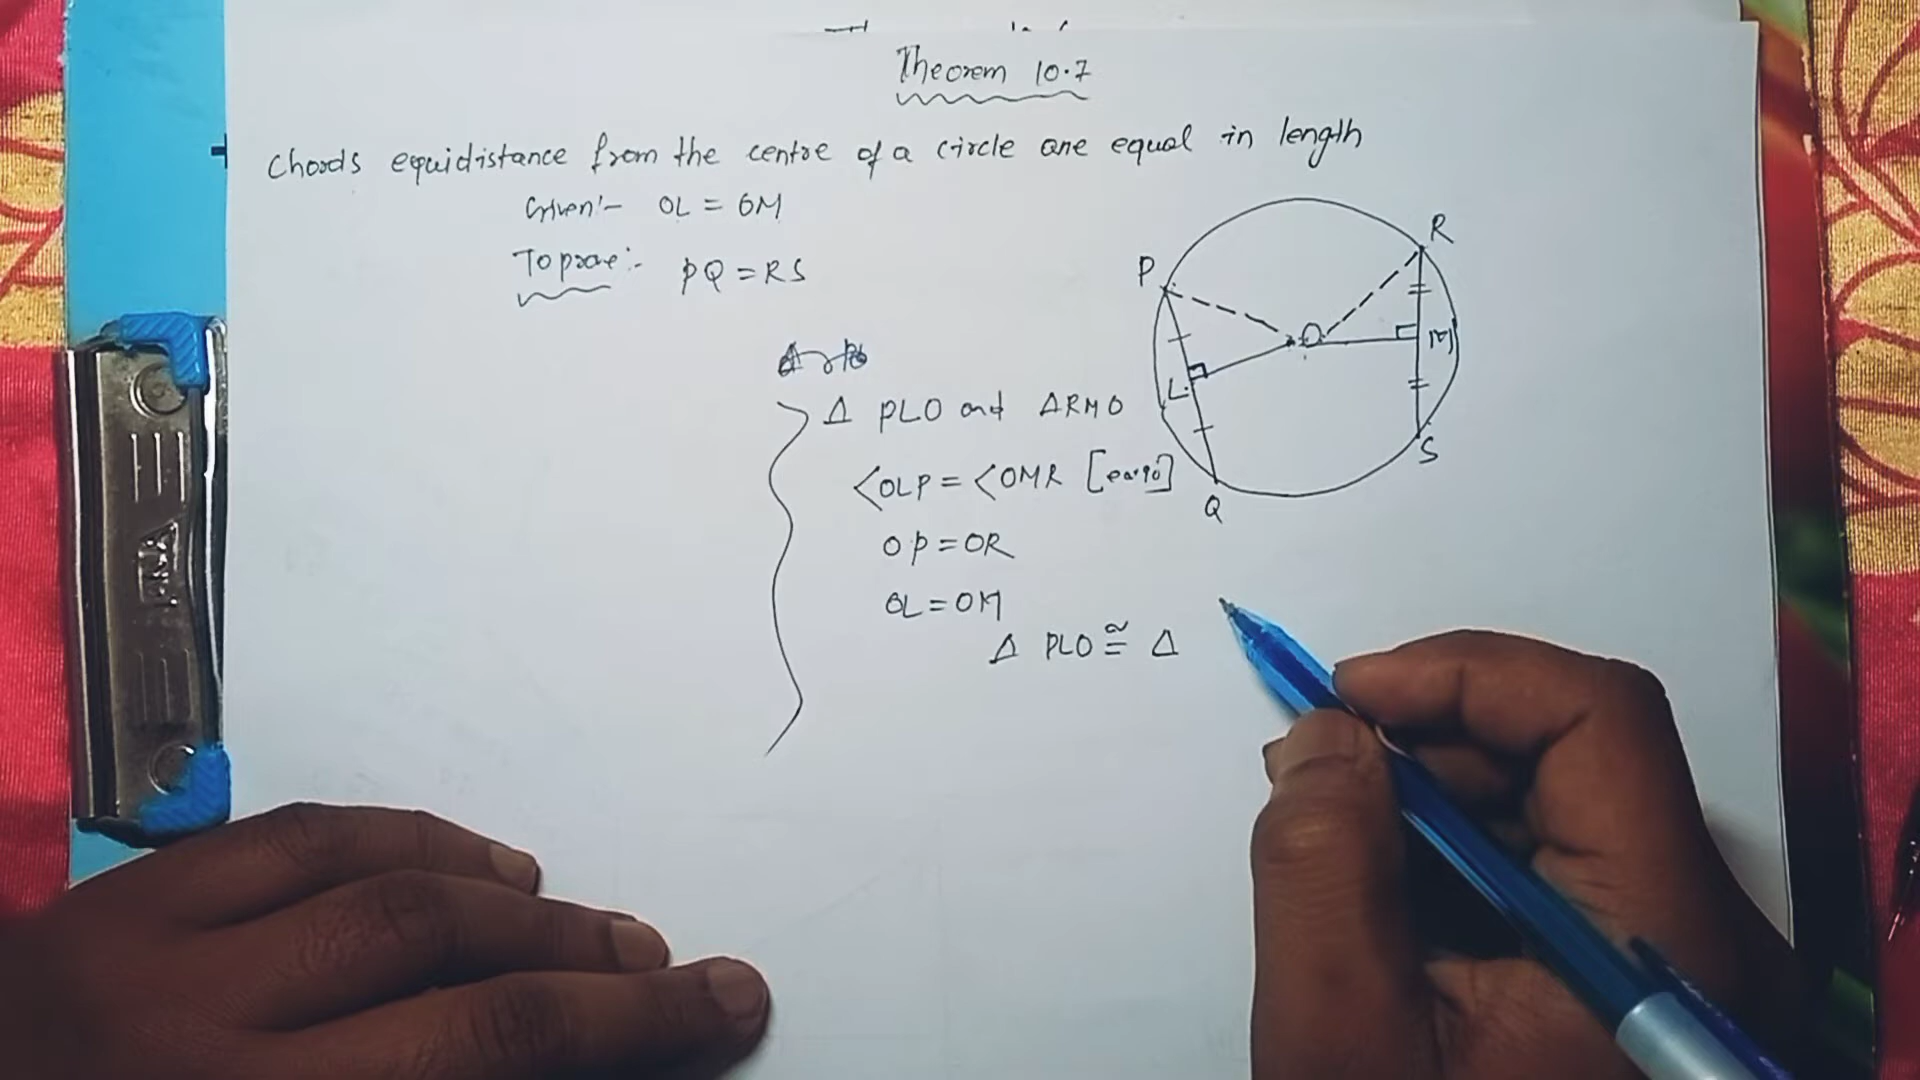 Theorem 10.7
Chords equidistance from the centre of a circle are equal in length
Given:- OL = OM
To prove:- PQ = RS
P
R
O
M
L
S
Q
Δ PLO and ΔRMO
<OLP = <OMR
OP = OR
OL = OM
Δ PLO ≅ Δ